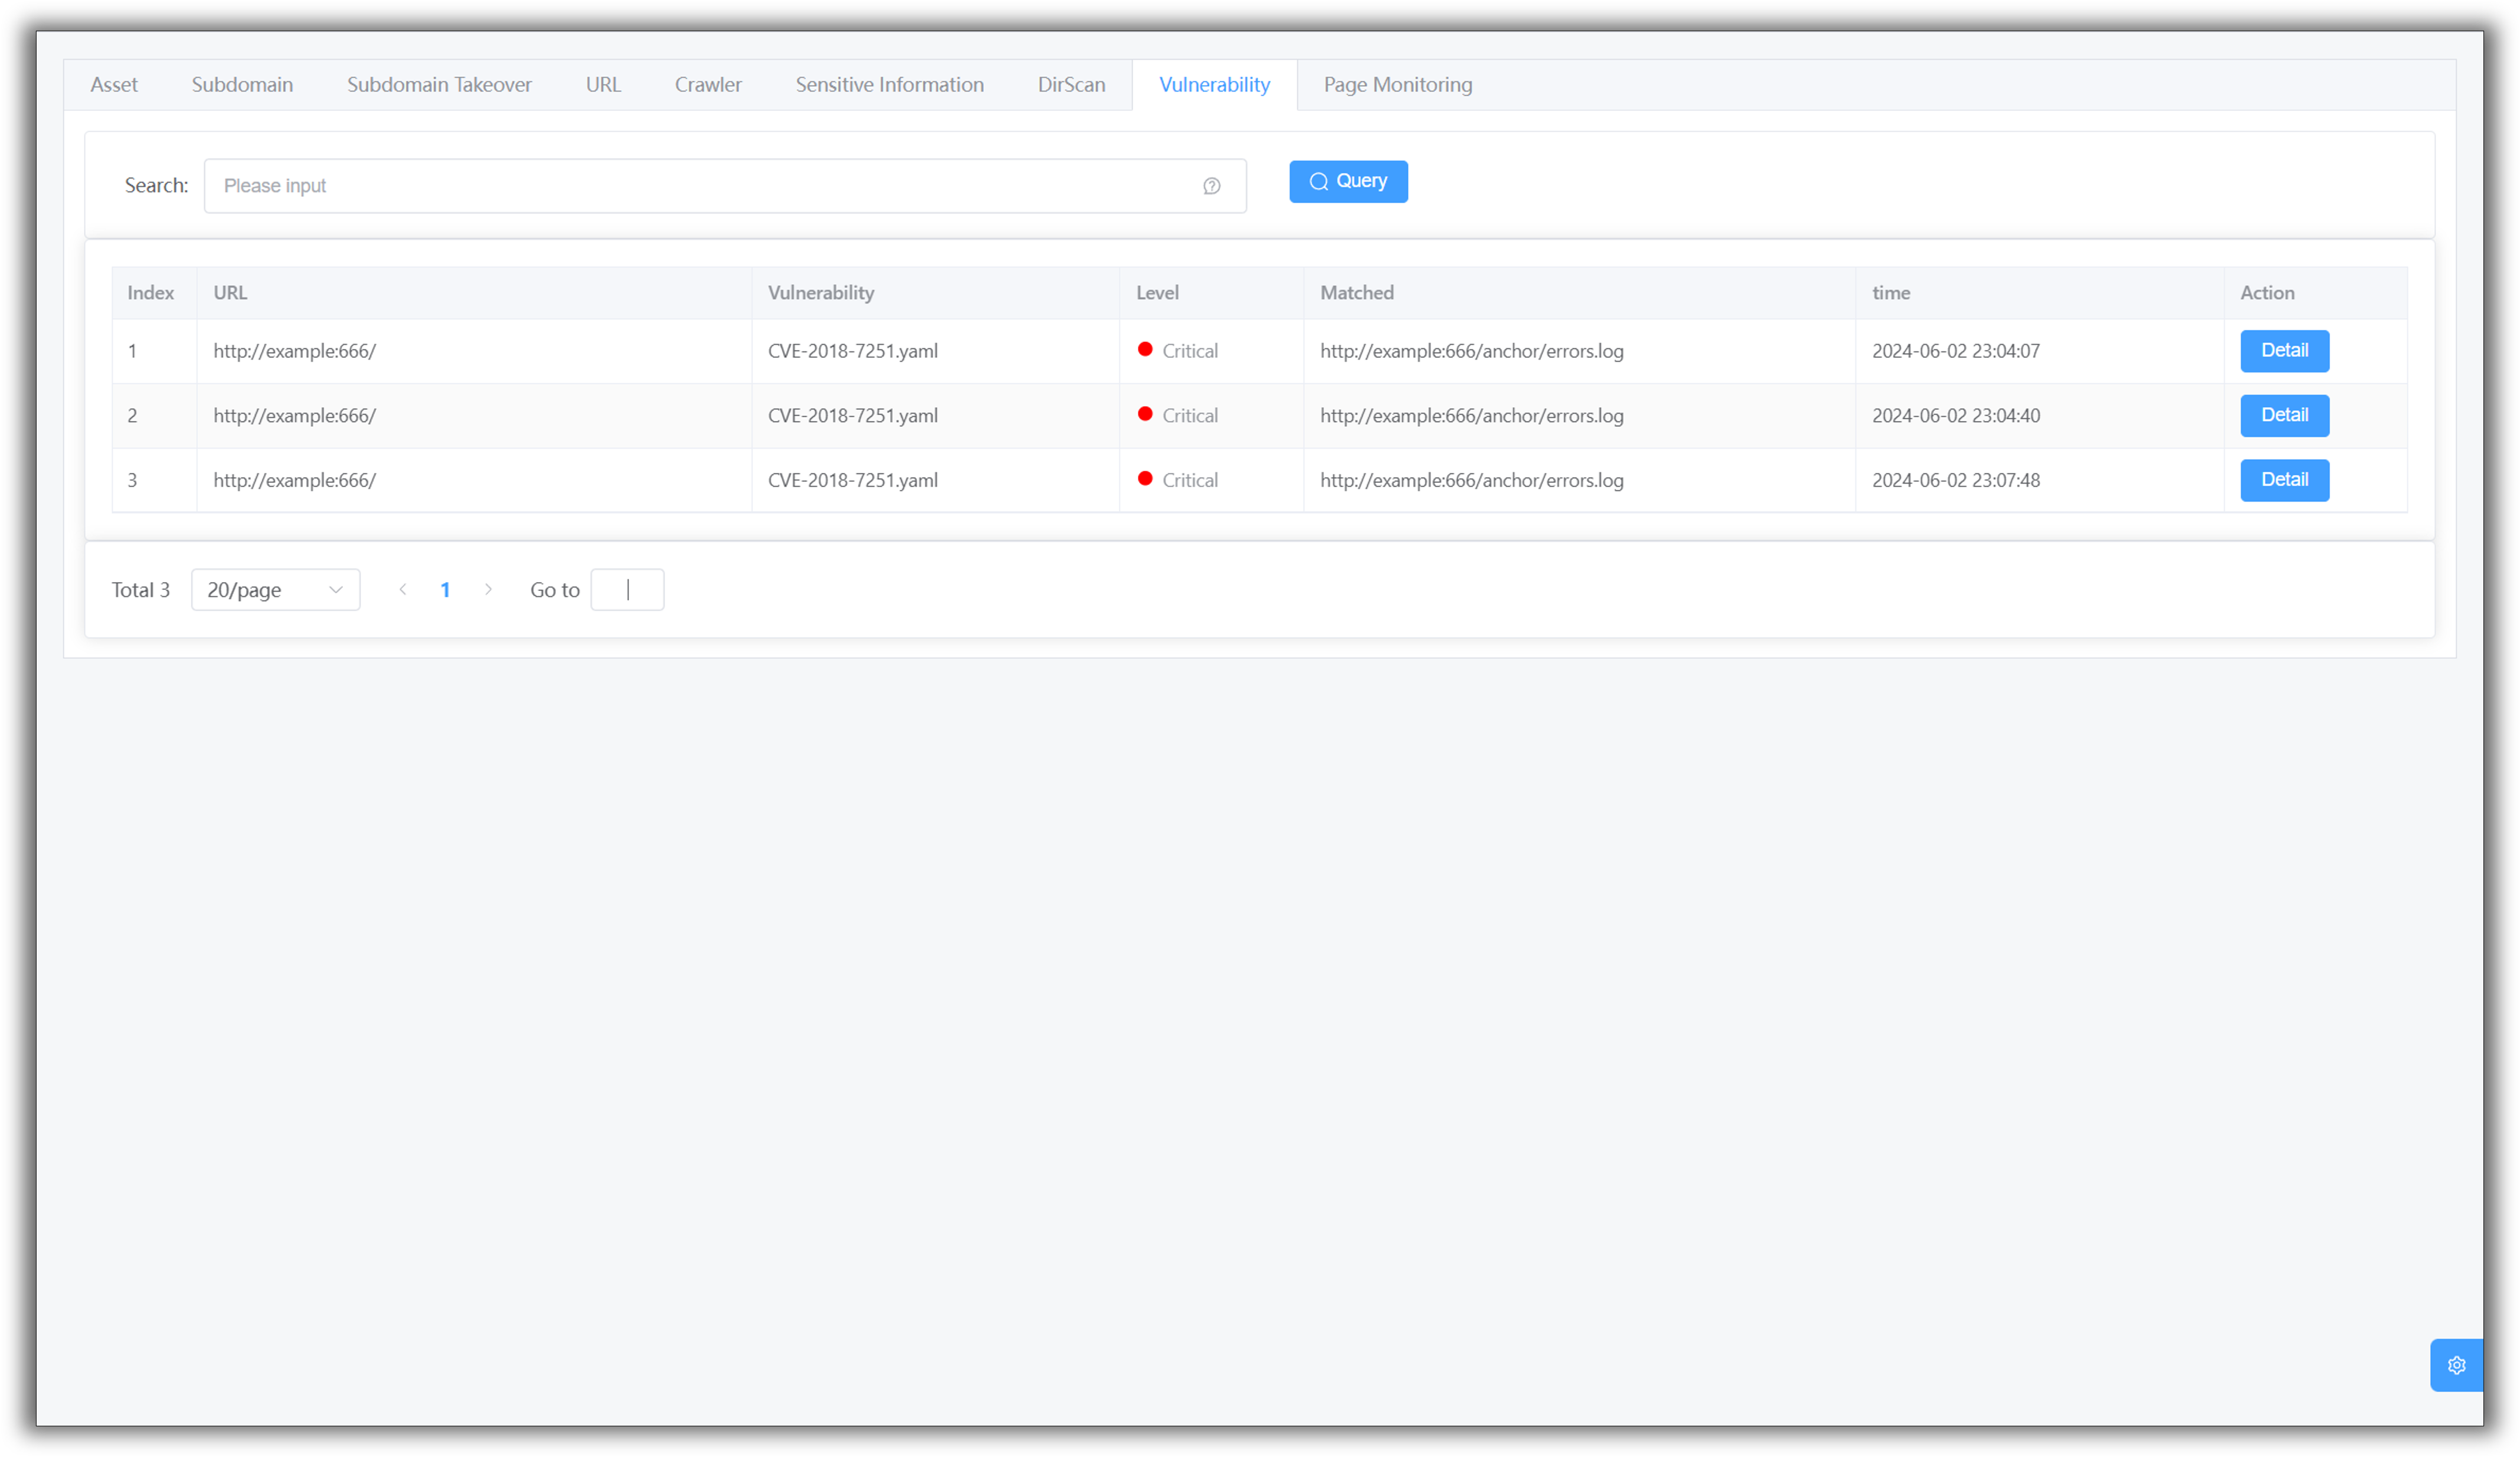 Asset Subdomain Subdomain Takeover URL Crawler Sensitive Information DirScan Vulnerability Page Monitoring
Search: Please input Query
Index URL Vulnerability Level Matched time Action
1 http://example:666/ CVE-2018-7251.yaml Critical http://example:666/anchor/errors.log 2024-06-02 23:04:07 Detail
2 http://example:666/ CVE-2018-7251.yaml Critical http://example:666/anchor/errors.log 2024-06-02 23:04:40 Detail
3 http://example:666/ CVE-2018-7251.yaml Critical http://example:666/anchor/errors.log 2024-06-02 23:07:48 Detail
Total 3 20/page 1 Go to